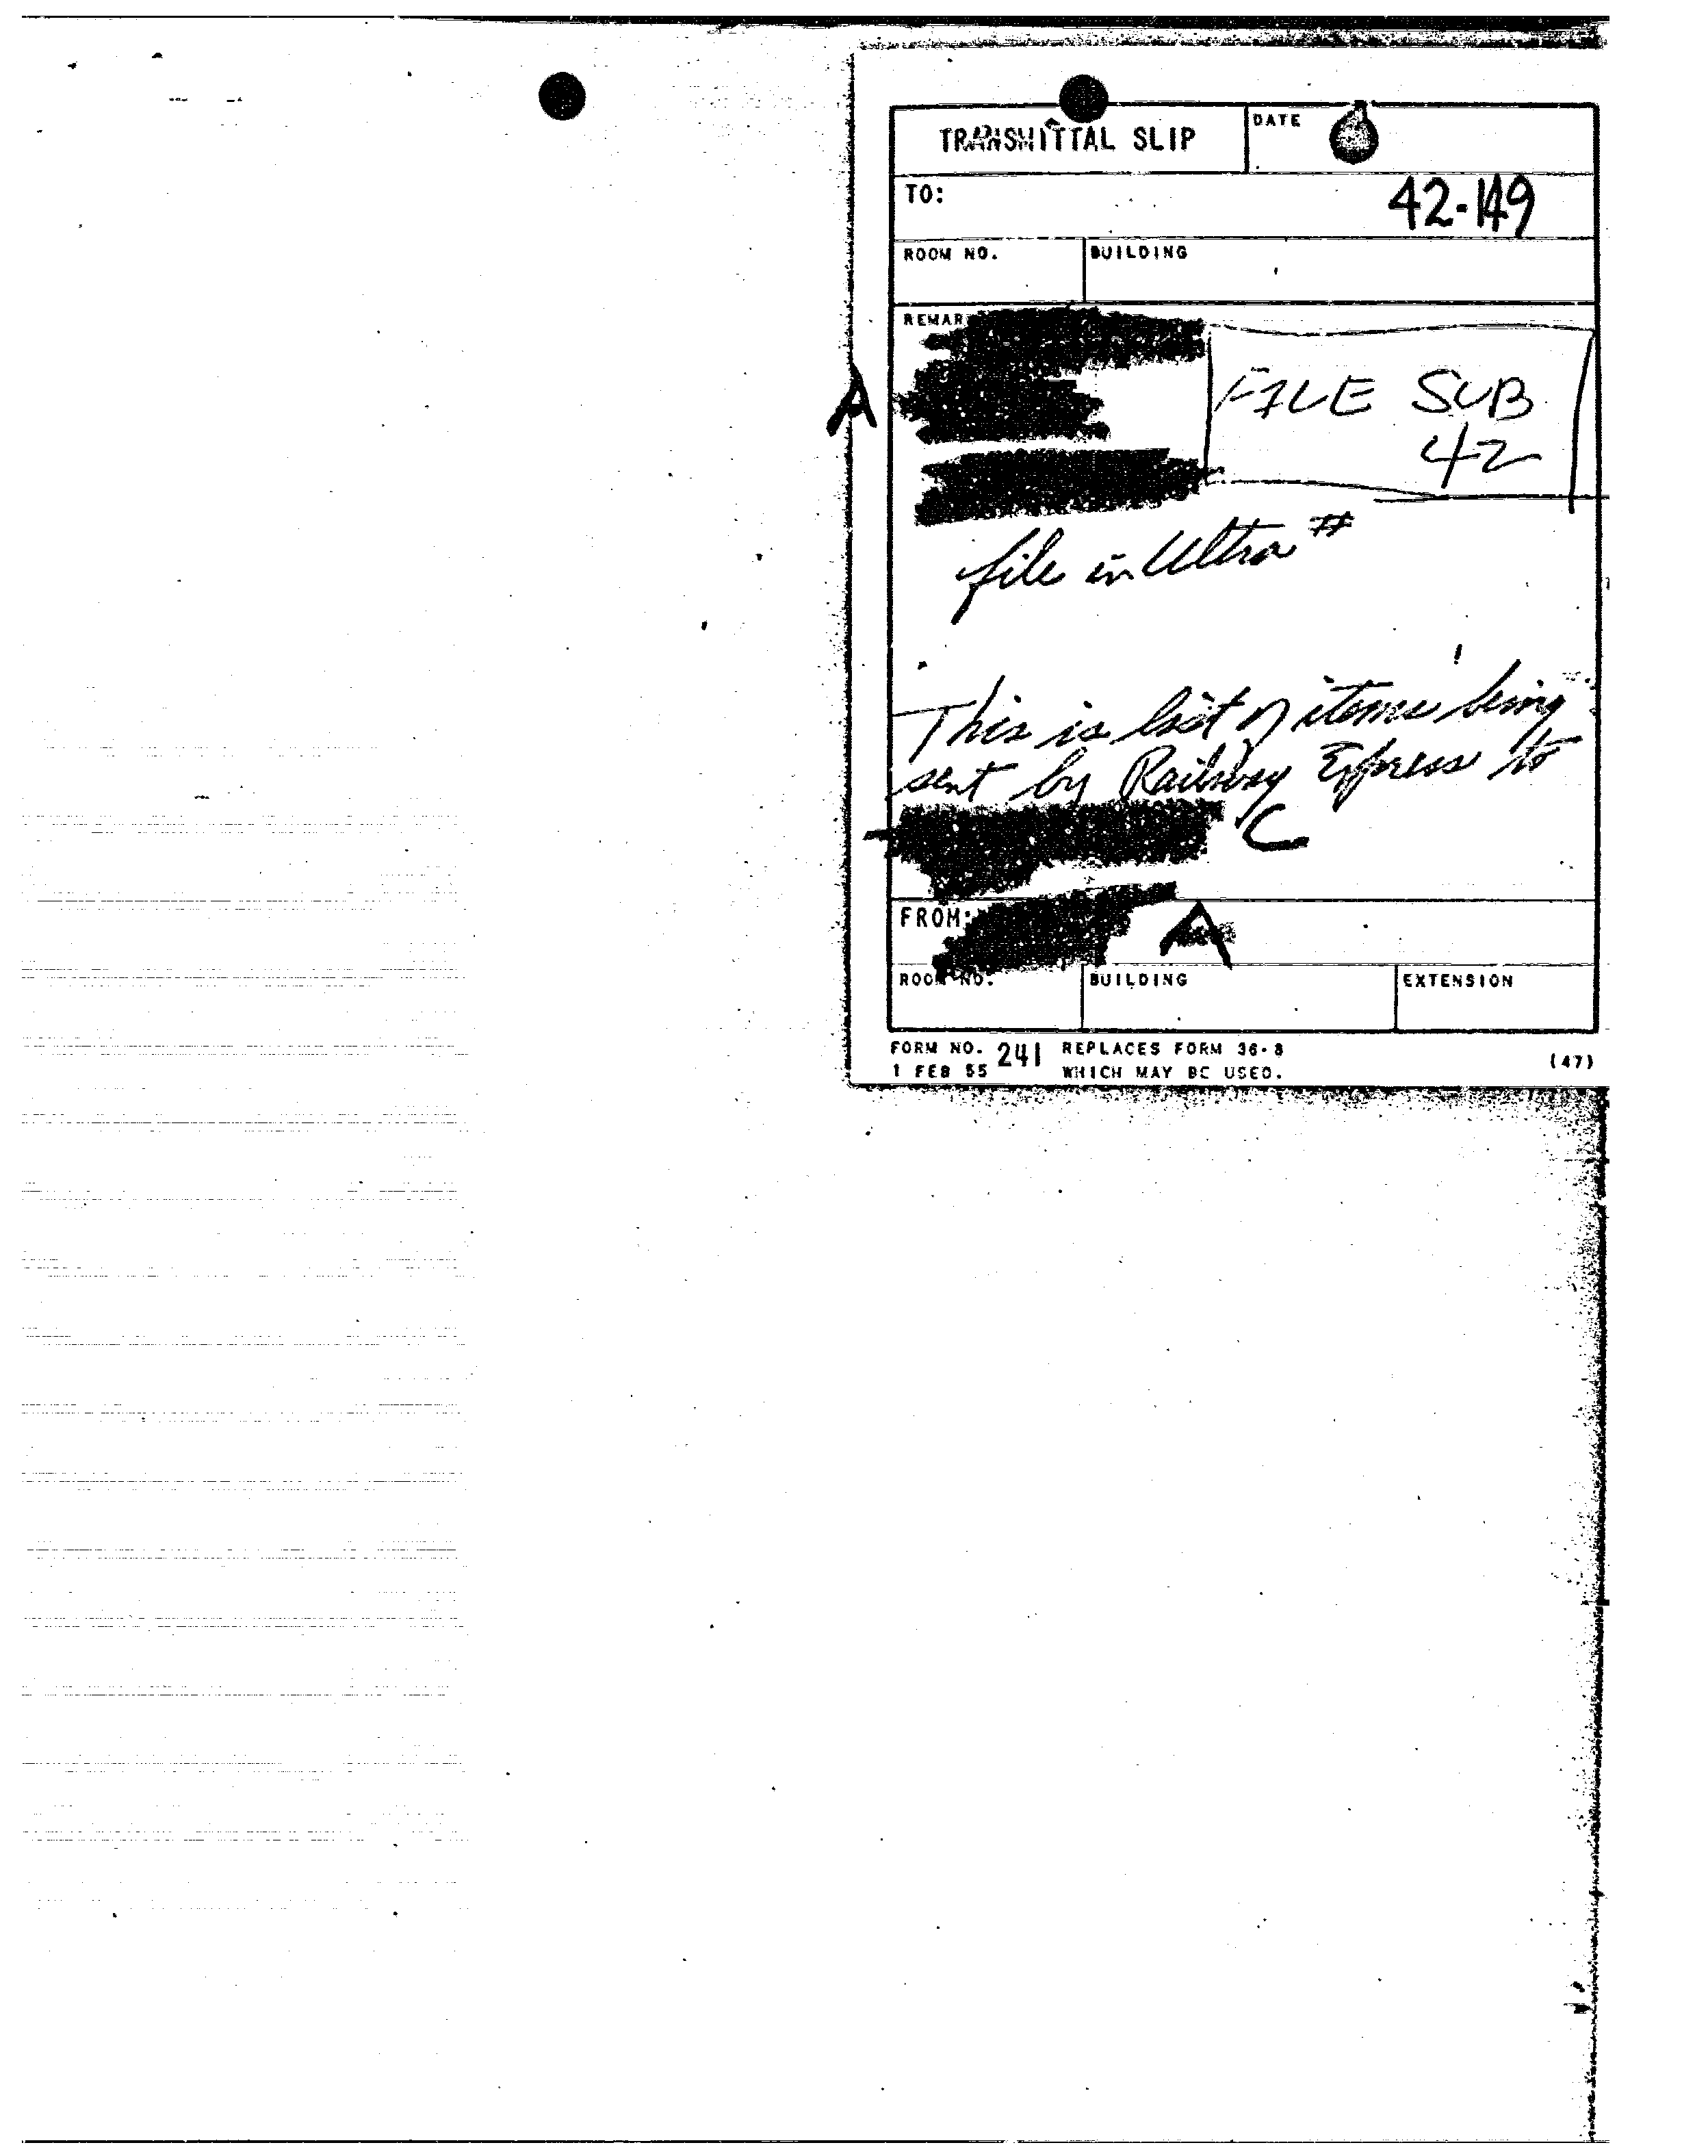 TRANSMITTAL SLIP
DATE
TO:
42-149
ROOM NO.
BUILDING
REMAR
A
FILE SUB
42
file in Ultra #
This is list of items being
sent by Railway Express to
C
FROM:
A
ROOM NO.
BUILDING
EXTENSION
FORM NO. 241 REPLACES FORM 36-8
1 FEB 55 WHICH MAY BE USED.
(47)